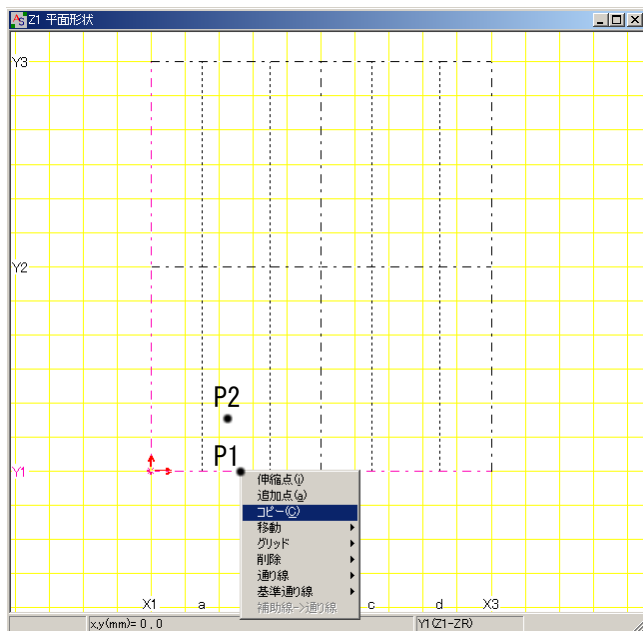 Z1 平面形状
Y3
Y2
P2
P1
Y1
伸縮点(i)
追加点(a)
コピー(C)
移動
グリッド
削除
通り線
基準通り線
補助線->通り線
X1 a c d X3
x,y(mm)= 0 , 0 Y1(Z1-ZR)